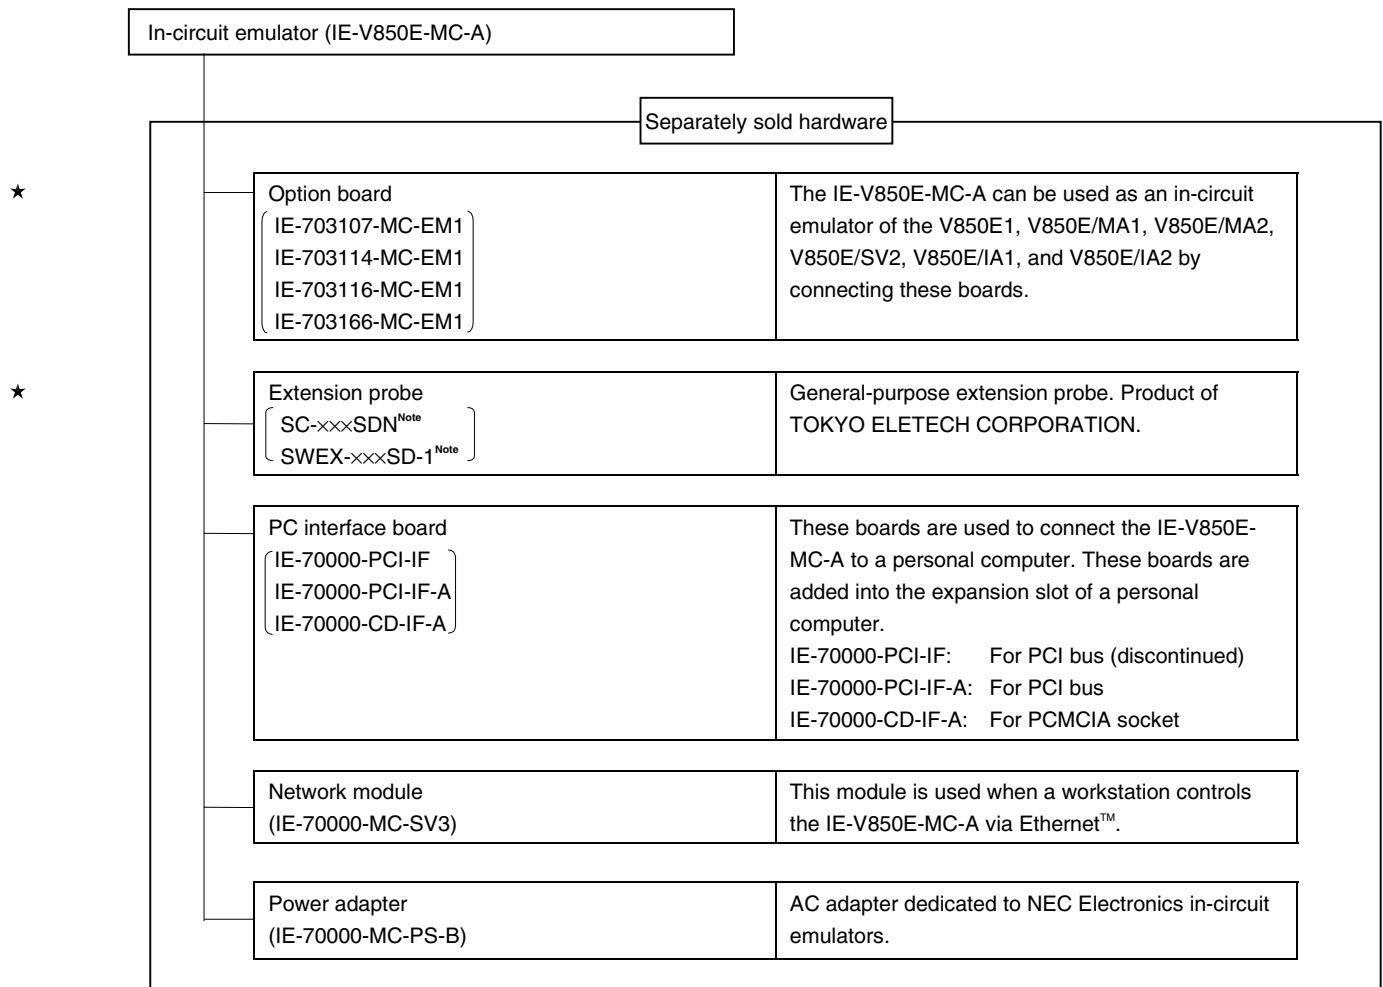 In-circuit emulator (IE-V850E-MC-A)
Separately sold hardware
★
Option board
IE-703107-MC-EM1
IE-703114-MC-EM1
IE-703116-MC-EM1
IE-703166-MC-EM1
The IE-V850E-MC-A can be used as an in-circuit
emulator of the V850E1, V850E/MA1, V850E/MA2,
V850E/SV2, V850E/IA1, and V850E/IA2 by
connecting these boards.
★
Extension probe
SC-×××SDN Note
SWEX-×××SD-1 Note
General-purpose extension probe. Product of
TOKYO ELETECH CORPORATION.
PC interface board
IE-70000-PCI-IF
IE-70000-PCI-IF-A
IE-70000-CD-IF-A
These boards are used to connect the IE-V850E-
MC-A to a personal computer. These boards are
added into the expansion slot of a personal
computer.
IE-70000-PCI-IF: For PCI bus (discontinued)
IE-70000-PCI-IF-A: For PCI bus
IE-70000-CD-IF-A: For PCMCIA socket
Network module
(IE-70000-MC-SV3)
This module is used when a workstation controls
the IE-V850E-MC-A via Ethernet™.
Power adapter
(IE-70000-MC-PS-B)
AC adapter dedicated to NEC Electronics in-circuit
emulators.